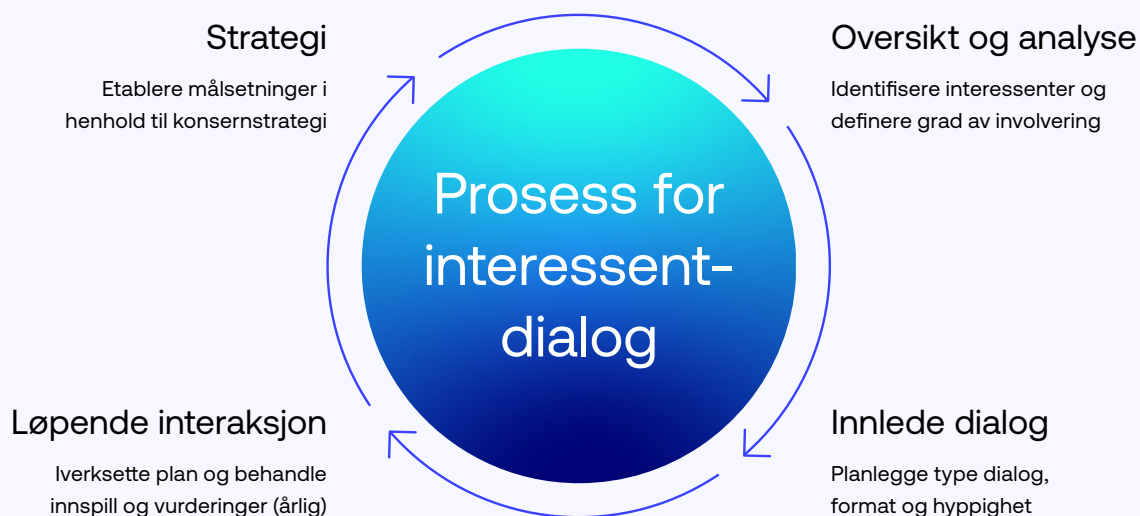 Strategi
Etablere målsetninger i
henhold til konsernstrategi
Oversikt og analyse
Identifisere interessenter og
definere grad av involvering
Prosess for
interessent-
dialog
Løpende interaksjon
Iverksette plan og behandle
innspill og vurderinger (årlig)
Innlede dialog
Planlegge type dialog,
format og hyppighet